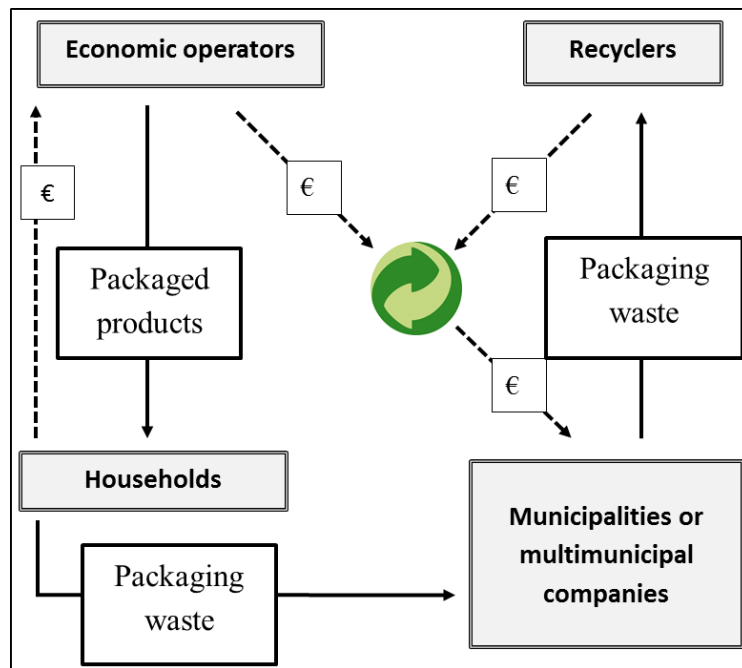 Economic operators
Recyclers
€
€
€
Packaged
products
Packaging
waste
€
Households
Municipalities or
multimunicipal
companies
Packaging
waste